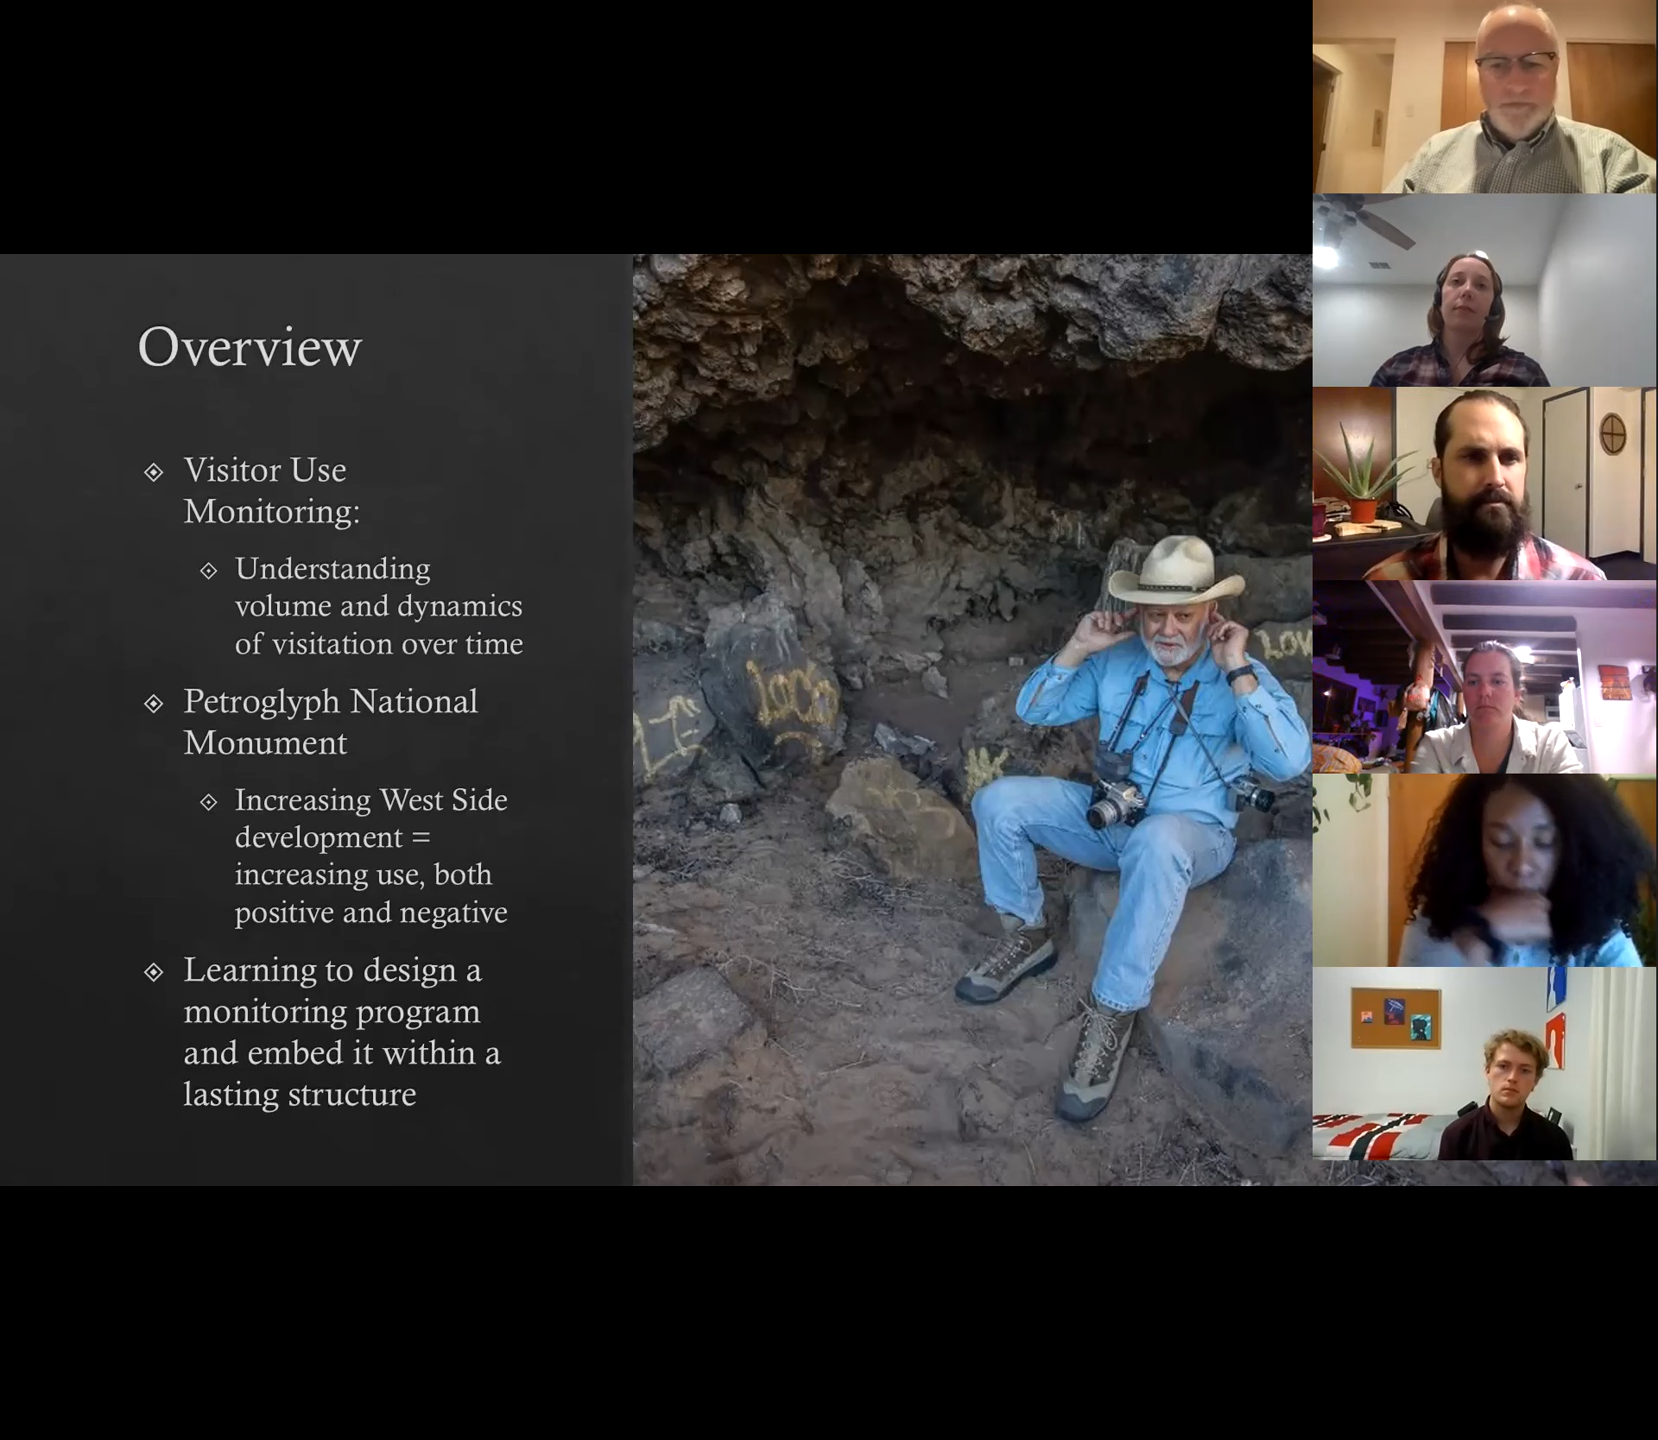 Overview
Visitor Use
Monitoring:
Understanding
volume and dynamics
of visitation over time
Petroglyph National
Monument
Increasing West Side
development =
increasing use, both
positive and negative
Learning to design a
monitoring program
and embed it within a
lasting structure